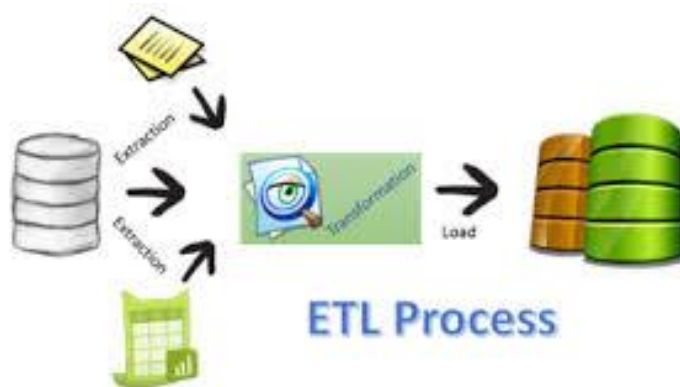 Extraction
Extraction
Transformation
Load
ETL Process